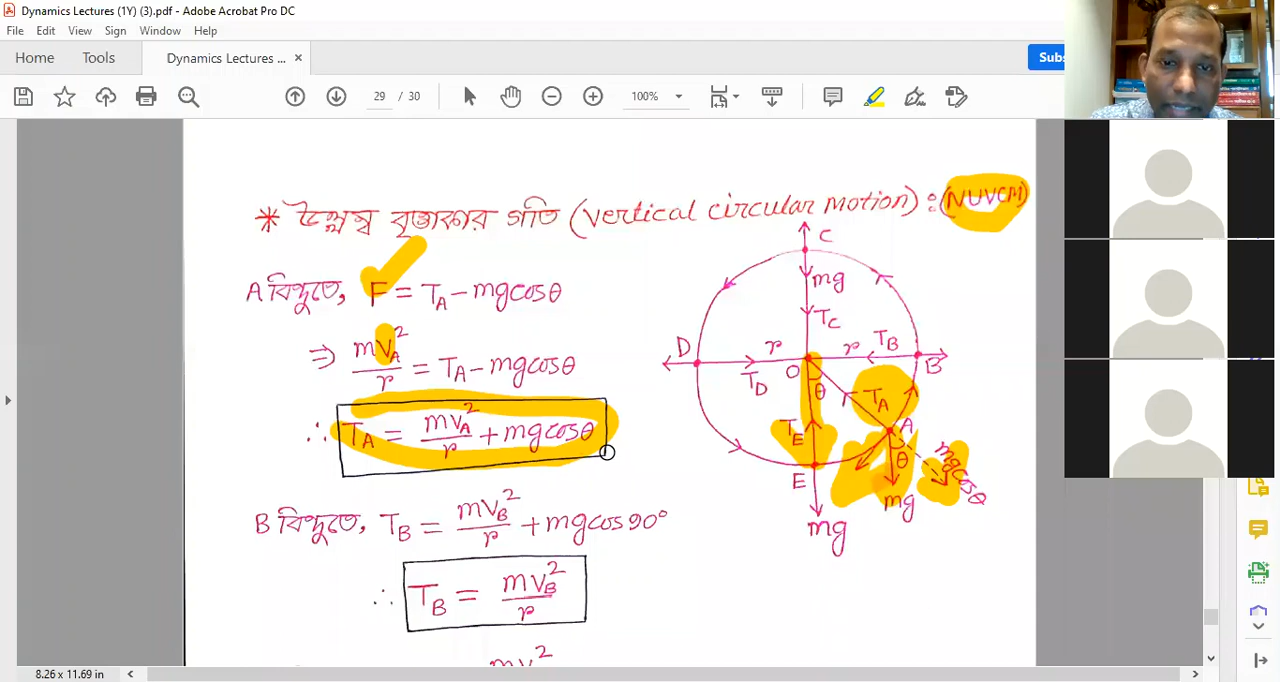 Dynamics Lectures (1Y) (3).pdf - Adobe Acrobat Pro DC
File Edit View Sign Window Help
Home Tools Dynamics Lectures ... × Sub
29 / 30 100%
* উল্লম্ব বৃত্তাকার গতি (vertical circular motion) : (NUVCM)
A বিন্দুতে, F = T_A − mg cosθ
⇒ mv_A²/r = T_A − mg cosθ
∴ T_A = mv_A²/r + mg cosθ
B বিন্দুতে, T_B = mv_B²/r + mg cos 90°
∴ T_B = mv_B²/r
mv²
C
mg
T_C
D r r T_B B
T_D O θ T_A
T_E A
θ mg cosθ
E mg
mg
8.26 x 11.69 in